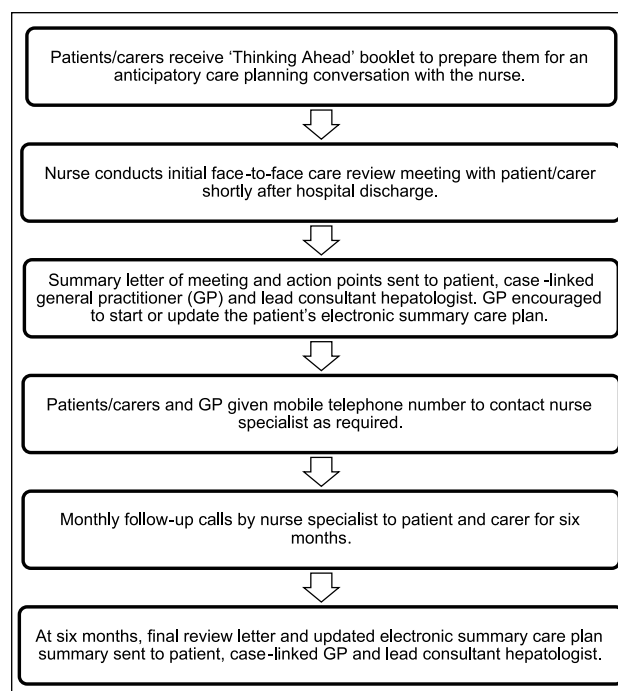 Patients/carers receive ‘Thinking Ahead’ booklet to prepare them for an
anticipatory care planning conversation with the nurse.
Nurse conducts initial face-to-face care review meeting with patient/carer
shortly after hospital discharge.
Summary letter of meeting and action points sent to patient, case -linked
general practitioner (GP) and lead consultant hepatologist. GP encouraged
to start or update the patient’s electronic summary care plan.
Patients/carers and GP given mobile telephone number to contact nurse
specialist as required.
Monthly follow-up calls by nurse specialist to patient and carer for six
months.
At six months, final review letter and updated electronic summary care plan
summary sent to patient, case-linked GP and lead consultant hepatologist.